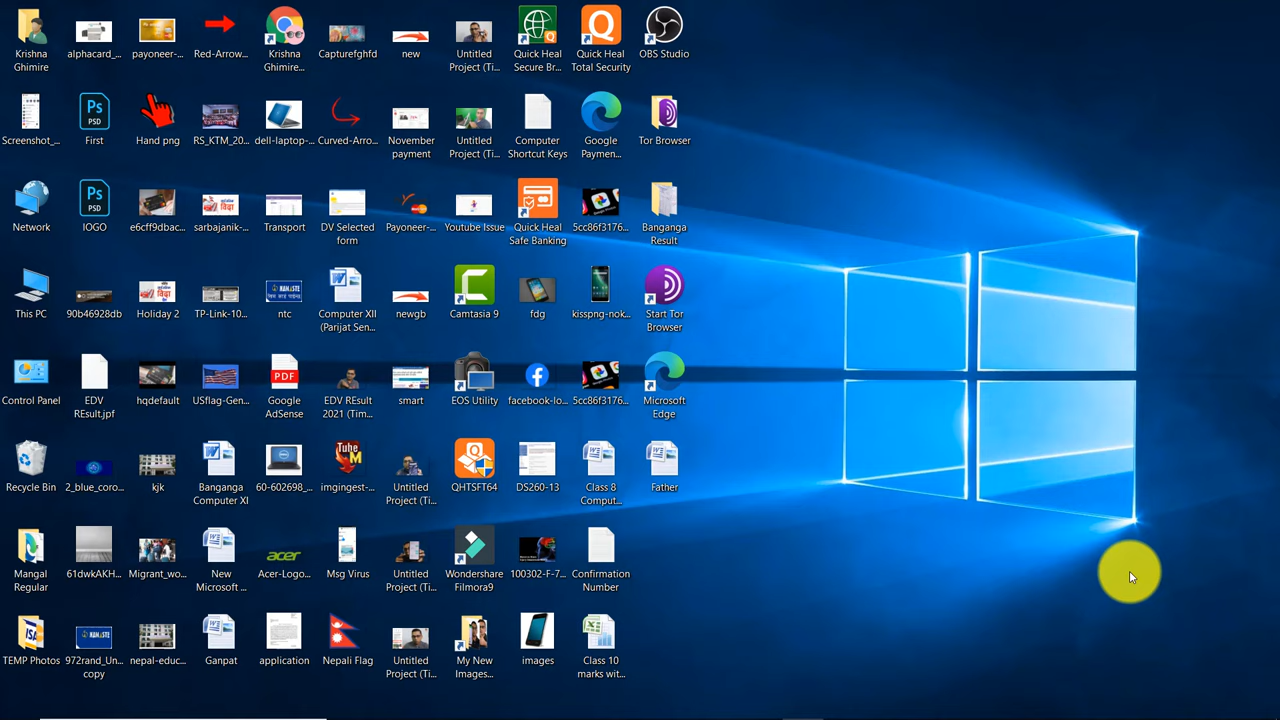 Krishna
Ghimire
alphacard_...
payoneer-...
Red-Arrow...
Krishna
Ghimire...
Capturefghfd
new
Untitled
Project (Ti...
Quick Heal
Secure Br...
Quick Heal
Total Security
OBS Studio
Screenshot_...
Ps
PSD
First
Hand png
RS_KTM_20...
dell-laptop-...
Curved-Arro...
November
payment
Untitled
Project (Ti...
Computer
Shortcut Keys
Google
Paymen...
Tor Browser
Network
Ps
PSD
lOGO
e6cff9dbac...
sarbajanik-...
Transport
DV Selected
form
Payoneer-...
Youtube Issue
Quick Heal
Safe Banking
5cc86f3176...
Banganga
Result
This PC
90b46928db
Holiday 2
TP-Link-10...
ntc
Computer XII
(Parijat Sen...
newgb
Camtasia 9
fdg
kisspng-nok...
Start Tor
Browser
Control Panel
EDV
REsult.jpf
hqdefault
USflag-Gen...
PDF
Google
AdSense
EDV REsult
2021 (Tim...
smart
EOS Utility
facebook-lo...
5cc86f3176...
Microsoft
Edge
Recycle Bin
2_blue_coro...
kjk
Banganga
Computer XI
60-602698_...
Tube
M
imgingest-...
Untitled
Project (Ti...
QHTSFT64
DS260-13
Class 8
Comput...
Father
Mangal
Regular
61dwkAKH...
Migrant_wo...
New
Microsoft ...
acer
Acer-Logo...
Msg Virus
Untitled
Project (Ti...
Wondershare
Filmora9
100302-F-7...
Confirmation
Number
TEMP Photos
972rand_Un...
copy
nepal-educ...
Ganpat
application
Nepali Flag
Untitled
Project (Ti...
My New
Images...
images
Class 10
marks wit...